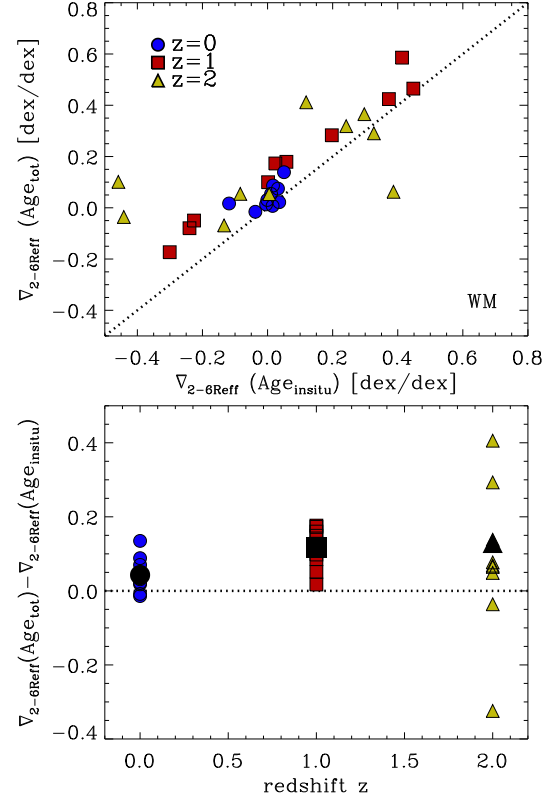 0.8
0.6
0.4
0.2
0.0
−0.2
−0.4
∇2−6Reff (Agetot) [dex/dex]
z=0
z=1
z=2
WM
−0.4 −0.2 0.0 0.2 0.4 0.6 0.8
∇2−6Reff (Ageinsitu) [dex/dex]
0.4
0.2
0.0
−0.2
−0.4
∇2−6Reff(Agetot)−∇2−6Reff(Ageinsitu)
0.0 0.5 1.0 1.5 2.0
redshift z